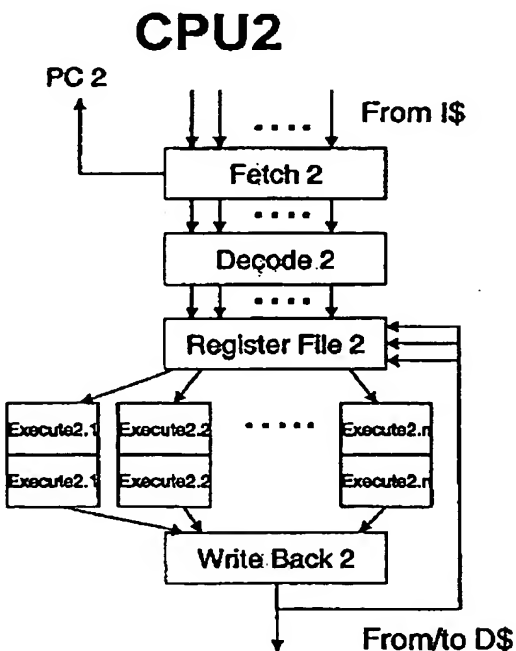 CPU2
PC 2
From I$
Fetch 2
Decode 2
Register File 2
Execute2.1 Execute2.2 Execute2.n
Execute2.1 Execute2.2 Execute2.n
Write Back 2
From/to D$